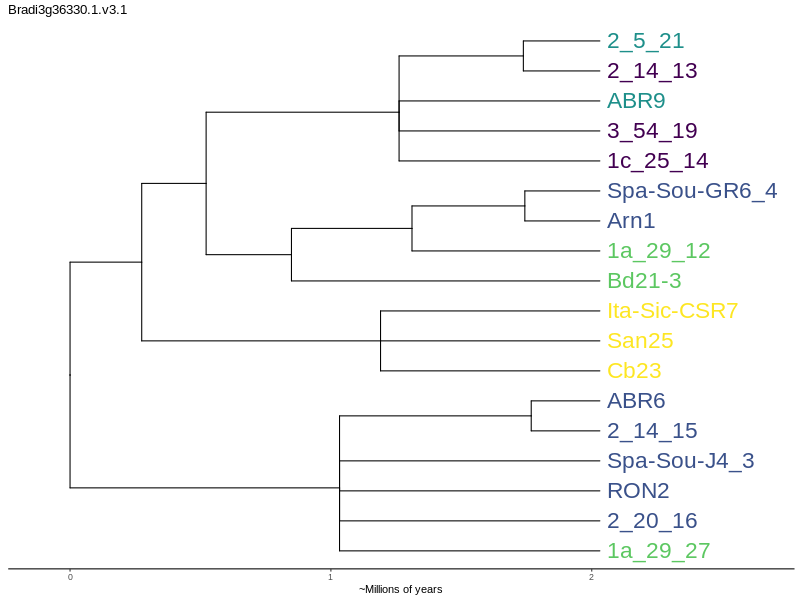 Bradi3g36330.1.v3.1
2_5_21
2_14_13
ABR9
3_54_19
1c_25_14
Spa-Sou-GR6_4
Arn1
1a_29_12
Bd21-3
Ita-Sic-CSR7
San25
Cb23
ABR6
2_14_15
Spa-Sou-J4_3
RON2
2_20_16
1a_29_27
0 1 2
~Millions of years